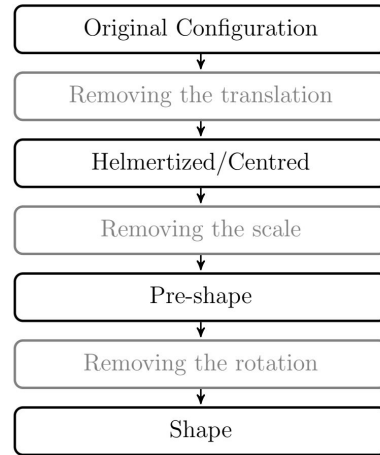 Original Configuration
Removing the translation
Helmertized/Centred
Removing the scale
Pre-shape
Removing the rotation
Shape